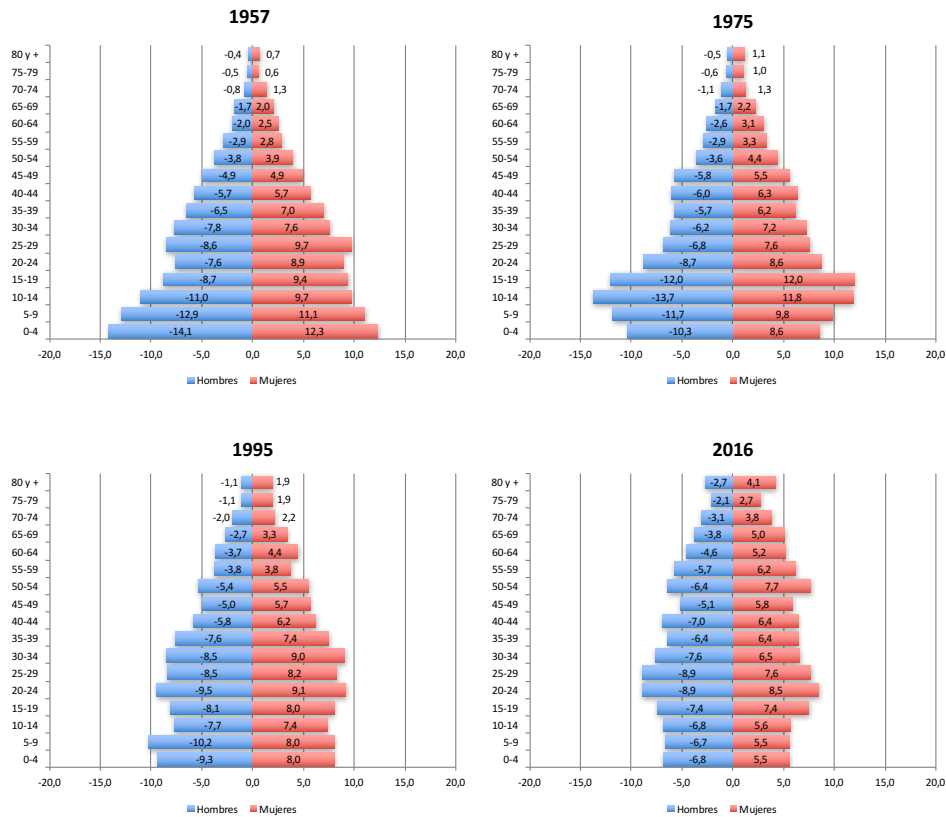 1957
80 y + -0,4 0,7
75-79 -0,5 0,6
70-74 -0,8 1,3
65-69 -1,7 2,0
60-64 -2,0 2,5
55-59 -2,9 2,8
50-54 -3,8 3,9
45-49 -4,9 4,9
40-44 -5,7 5,7
35-39 -6,5 7,0
30-34 -7,8 7,6
25-29 -8,6 9,7
20-24 -7,6 8,9
15-19 -8,7 9,4
10-14 -11,0 9,7
5-9 -12,9 11,1
0-4 -14,1 12,3
-20,0 -15,0 -10,0 -5,0 0,0 5,0 10,0 15,0 20,0
Hombres Mujeres
1975
80 y + -0,5 1,1
75-79 -0,6 1,0
70-74 -1,1 1,3
65-69 -1,7 2,2
60-64 -2,6 3,1
55-59 -2,9 3,3
50-54 -3,6 4,4
45-49 -5,8 5,5
40-44 -6,0 6,3
35-39 -5,7 6,2
30-34 -6,2 7,2
25-29 -6,8 7,6
20-24 -8,7 8,6
15-19 -12,0 12,0
10-14 -13,7 11,8
5-9 -11,7 9,8
0-4 -10,3 8,6
-20,0 -15,0 -10,0 -5,0 0,0 5,0 10,0 15,0 20,0
Hombres Mujeres
1995
80 y + -1,1 1,9
75-79 -1,1 1,9
70-74 -2,0 2,2
65-69 -2,7 3,3
60-64 -3,7 4,4
55-59 -3,8 3,8
50-54 -5,4 5,5
45-49 -5,0 5,7
40-44 -5,8 6,2
35-39 -7,6 7,4
30-34 -8,5 9,0
25-29 -8,5 8,2
20-24 -9,5 9,1
15-19 -8,1 8,0
10-14 -7,7 7,4
5-9 -10,2 8,0
0-4 -9,3 8,0
-20,0 -15,0 -10,0 -5,0 0,0 5,0 10,0 15,0 20,0
Hombres Mujeres
2016
80 y + -2,7 4,1
75-79 -2,1 2,7
70-74 -3,1 3,8
65-69 -3,8 5,0
60-64 -4,6 5,2
55-59 -5,7 6,2
50-54 -6,4 7,7
45-49 -5,1 5,8
40-44 -7,0 6,4
35-39 -6,4 6,4
30-34 -7,6 6,5
25-29 -8,9 7,6
20-24 -8,9 8,5
15-19 -7,4 7,4
10-14 -6,8 5,6
5-9 -6,7 5,5
0-4 -6,8 5,5
-20,0 -15,0 -10,0 -5,0 0,0 5,0 10,0 15,0 20,0
Hombres Mujeres